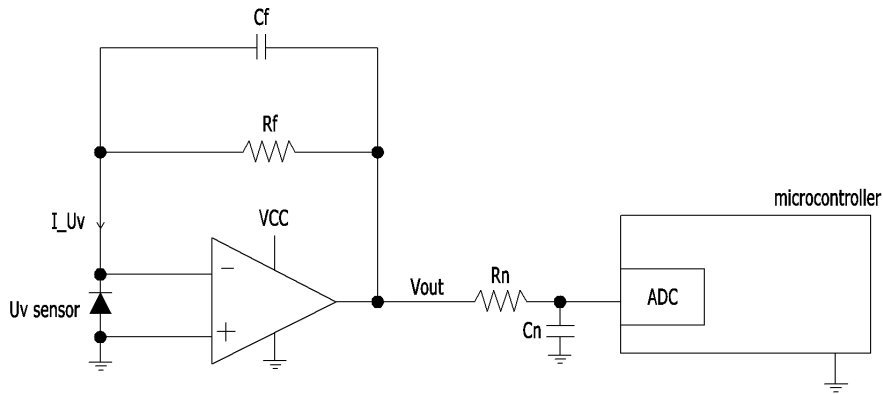 Cf
Rf
I_Uv
VCC
−
+
Uv sensor
Vout
Rn
Cn
microcontroller
ADC